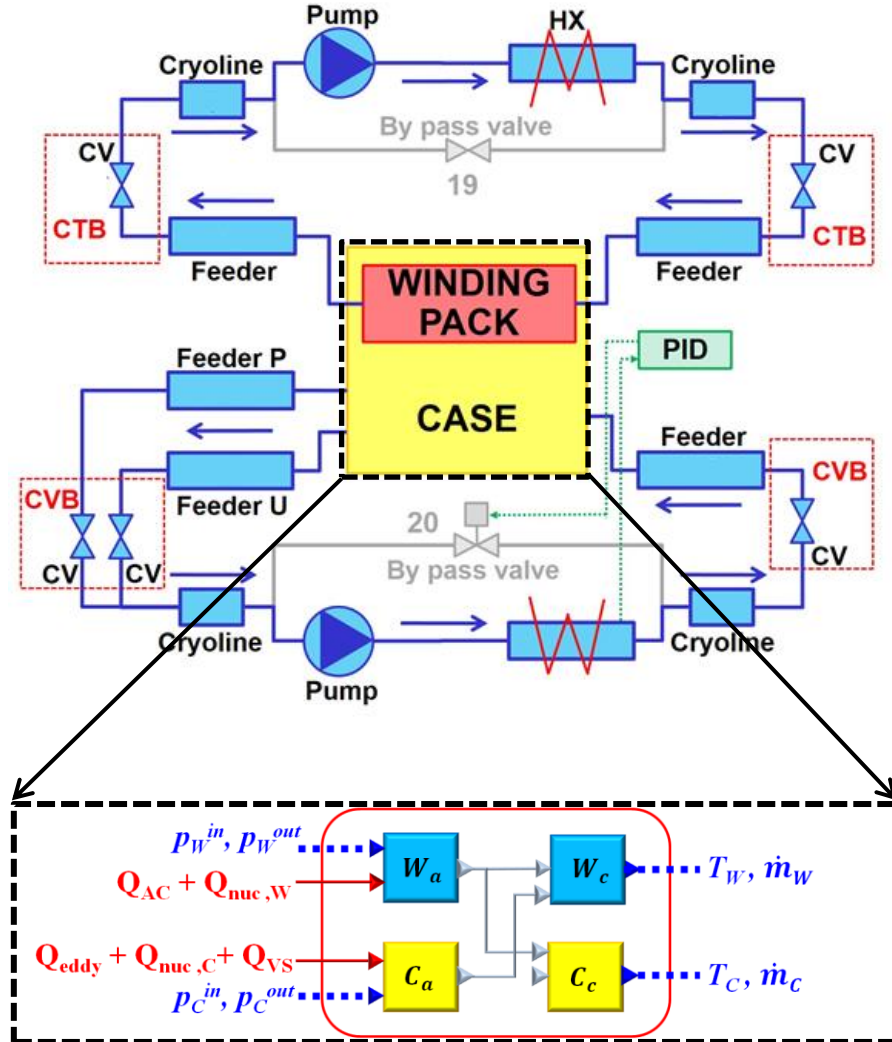 Pump
HX
Cryoline
Cryoline
By pass valve
CV
CV
19
CTB
CTB
Feeder
Feeder
WINDING
PACK
PID
Feeder P
CASE
Feeder
CVB
CVB
Feeder U
20
CV
CV
By pass valve
CV
Cryoline
Cryoline
Pump
p_W^in, p_W^out
W_a
W_c
T_W, ṁ_W
Q_AC + Q_nuc,W
Q_eddy + Q_nuc,C + Q_VS
C_a
C_c
T_C, ṁ_C
p_C^in, p_C^out